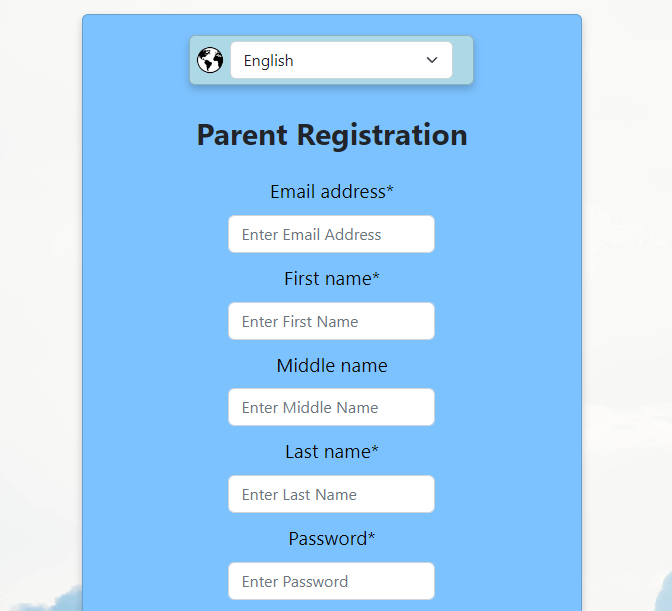 English
Parent Registration
Email address*
Enter Email Address
First name*
Enter First Name
Middle name
Enter Middle Name
Last name*
Enter Last Name
Password*
Enter Password